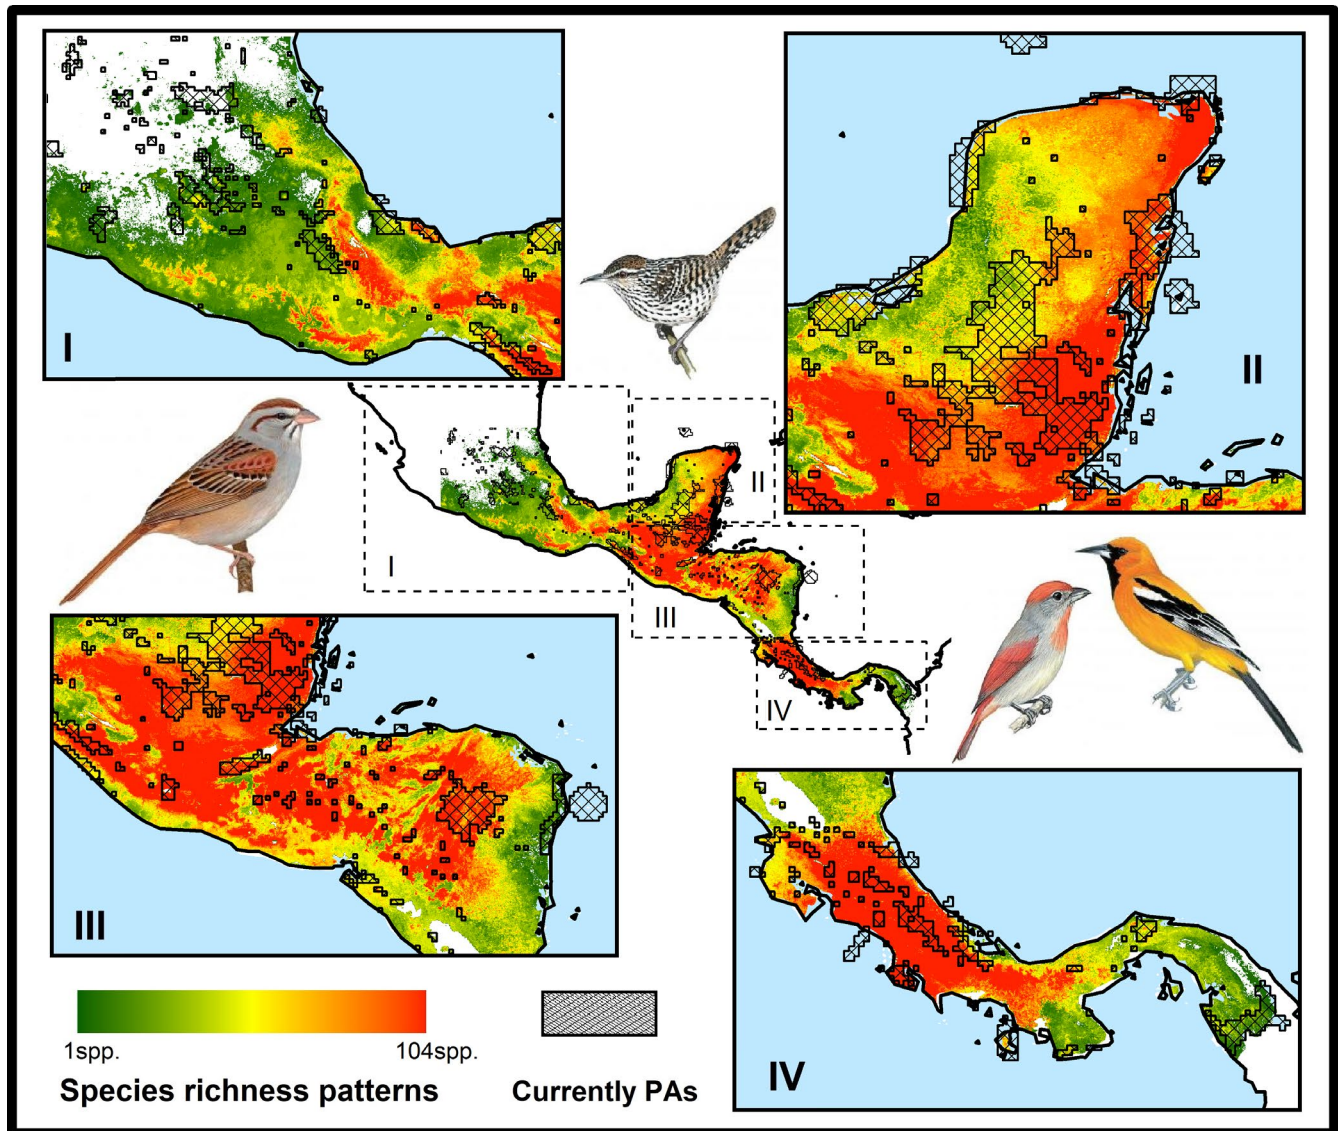 I
II
I
II
III
IV
III
IV
1spp.
104spp.
Species richness patterns
Currently PAs